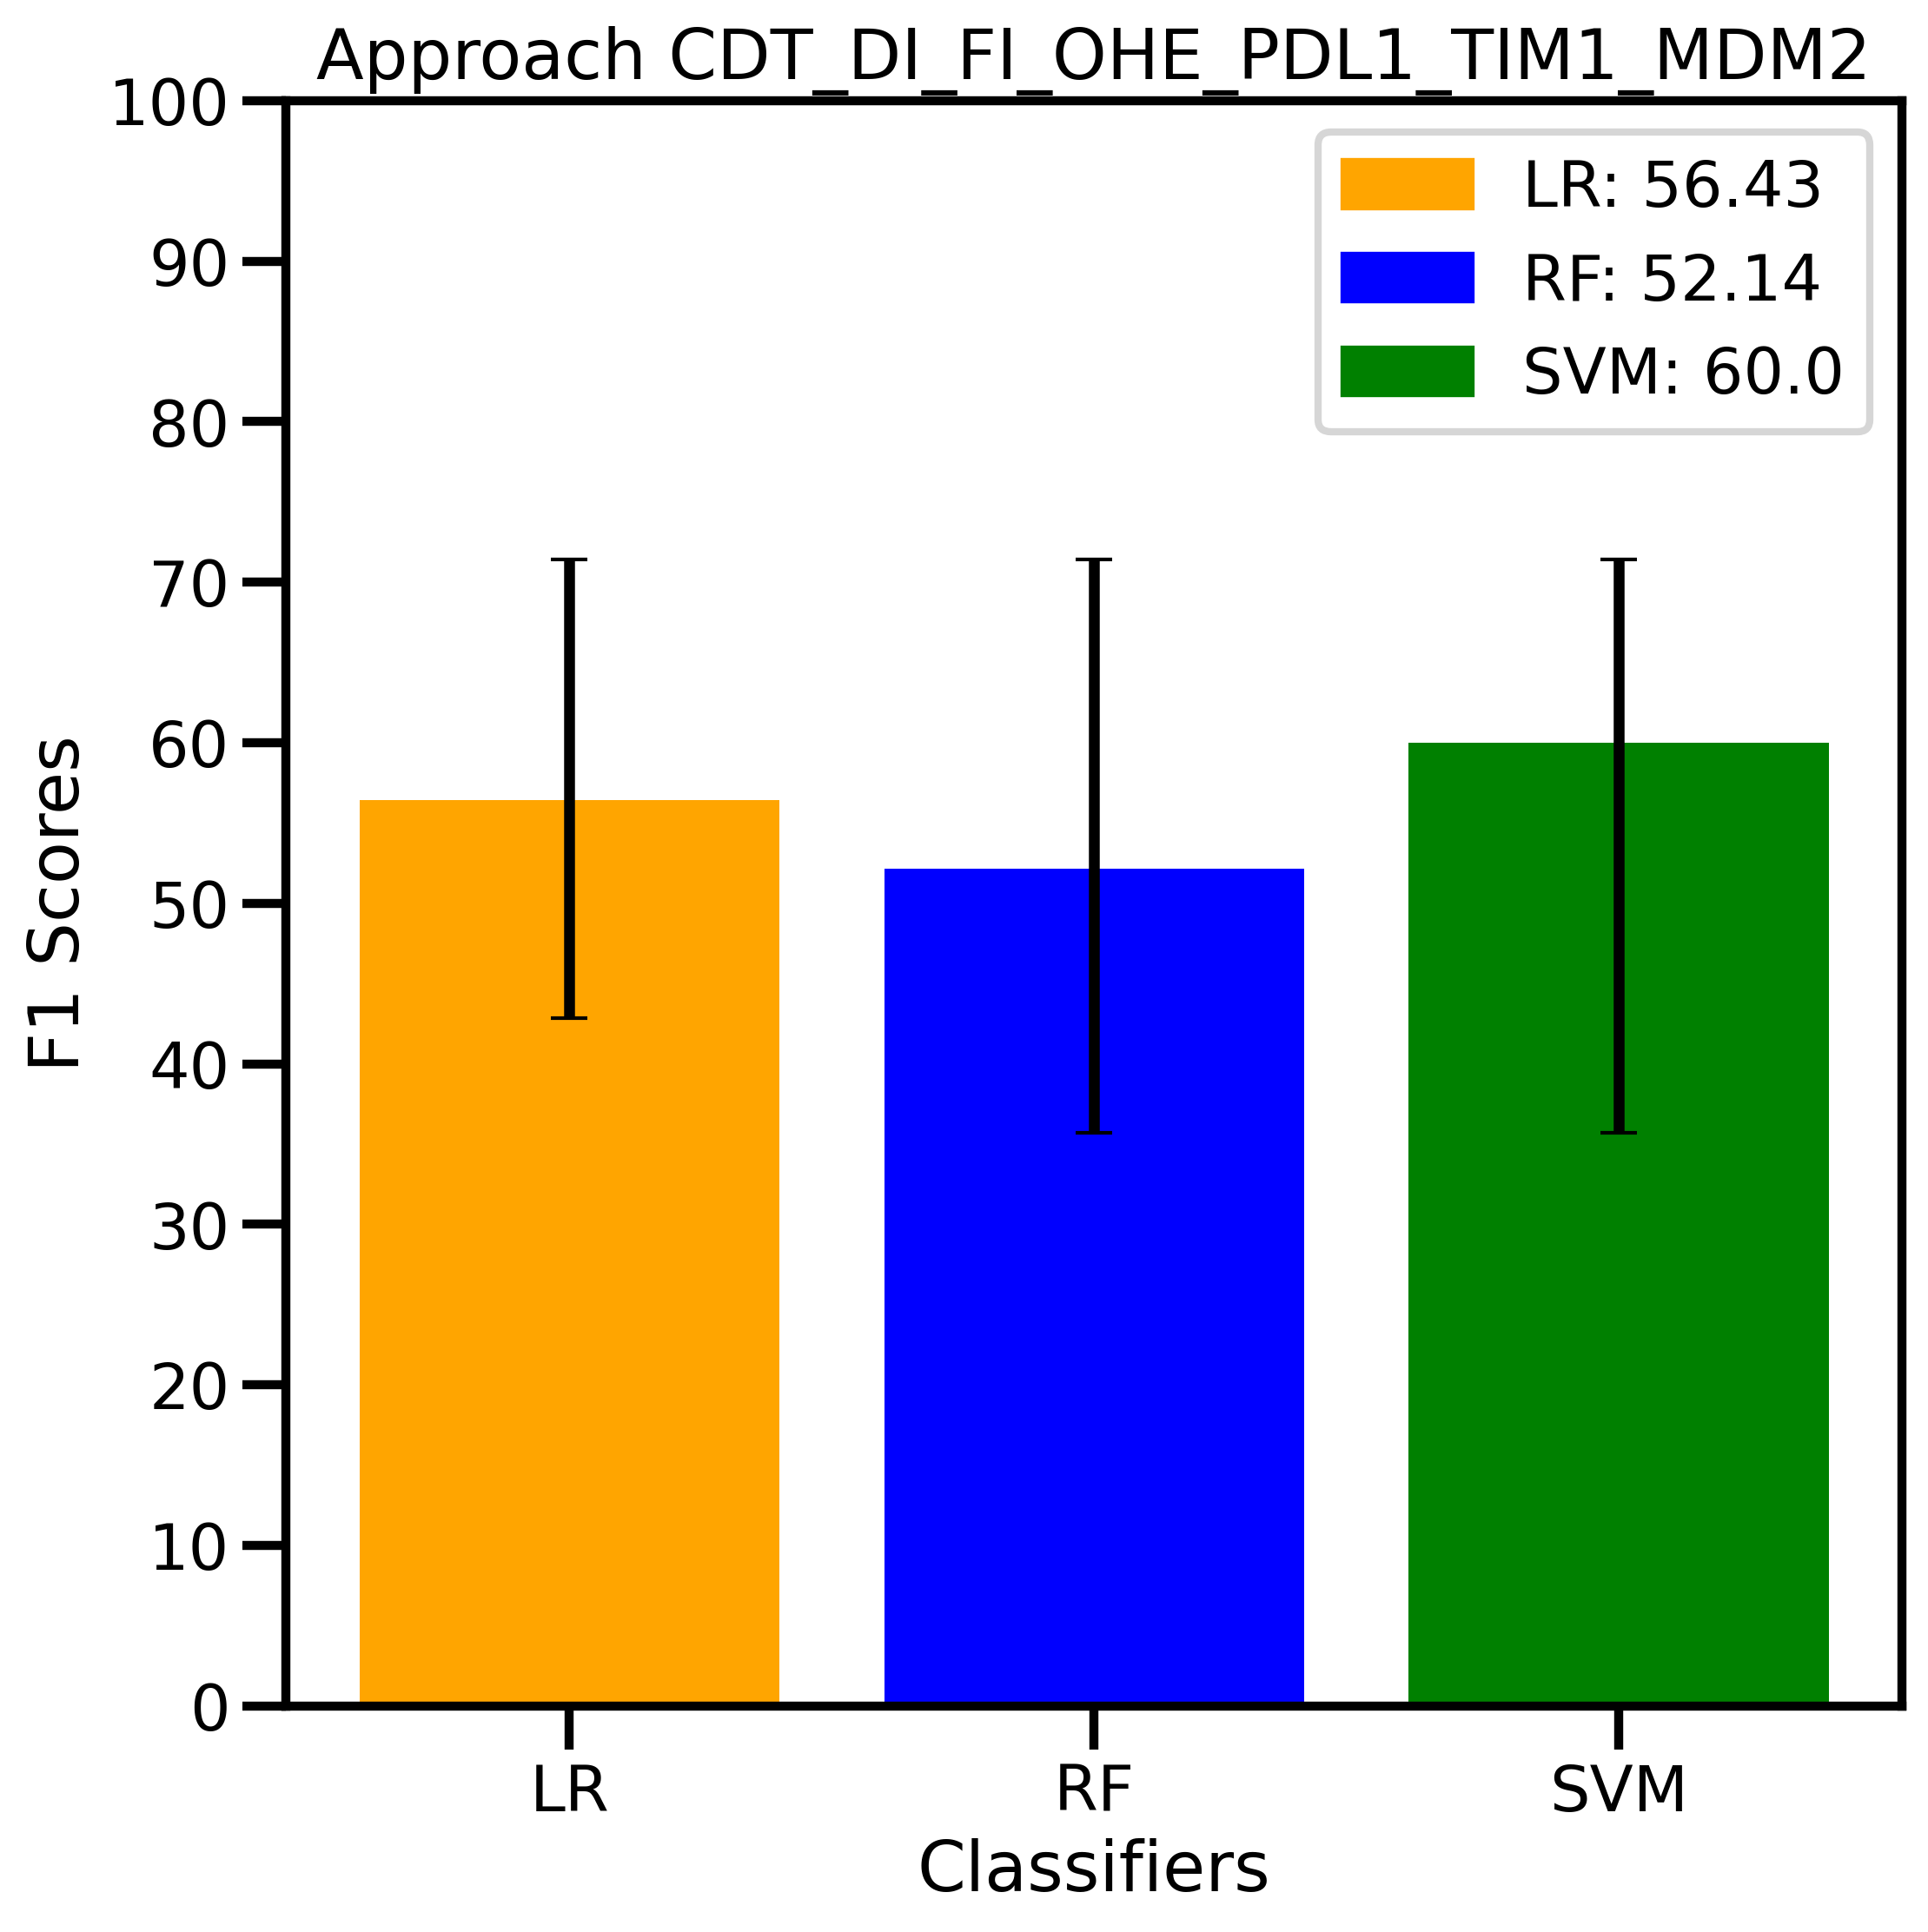 Approach CDT_DI_FI_OHE_PDL1_TIM1_MDM2
100
90
80
70
60
50
40
30
20
10
0
F1 Scores
LR: 56.43
RF: 52.14
SVM: 60.0
LR
RF
SVM
Classifiers